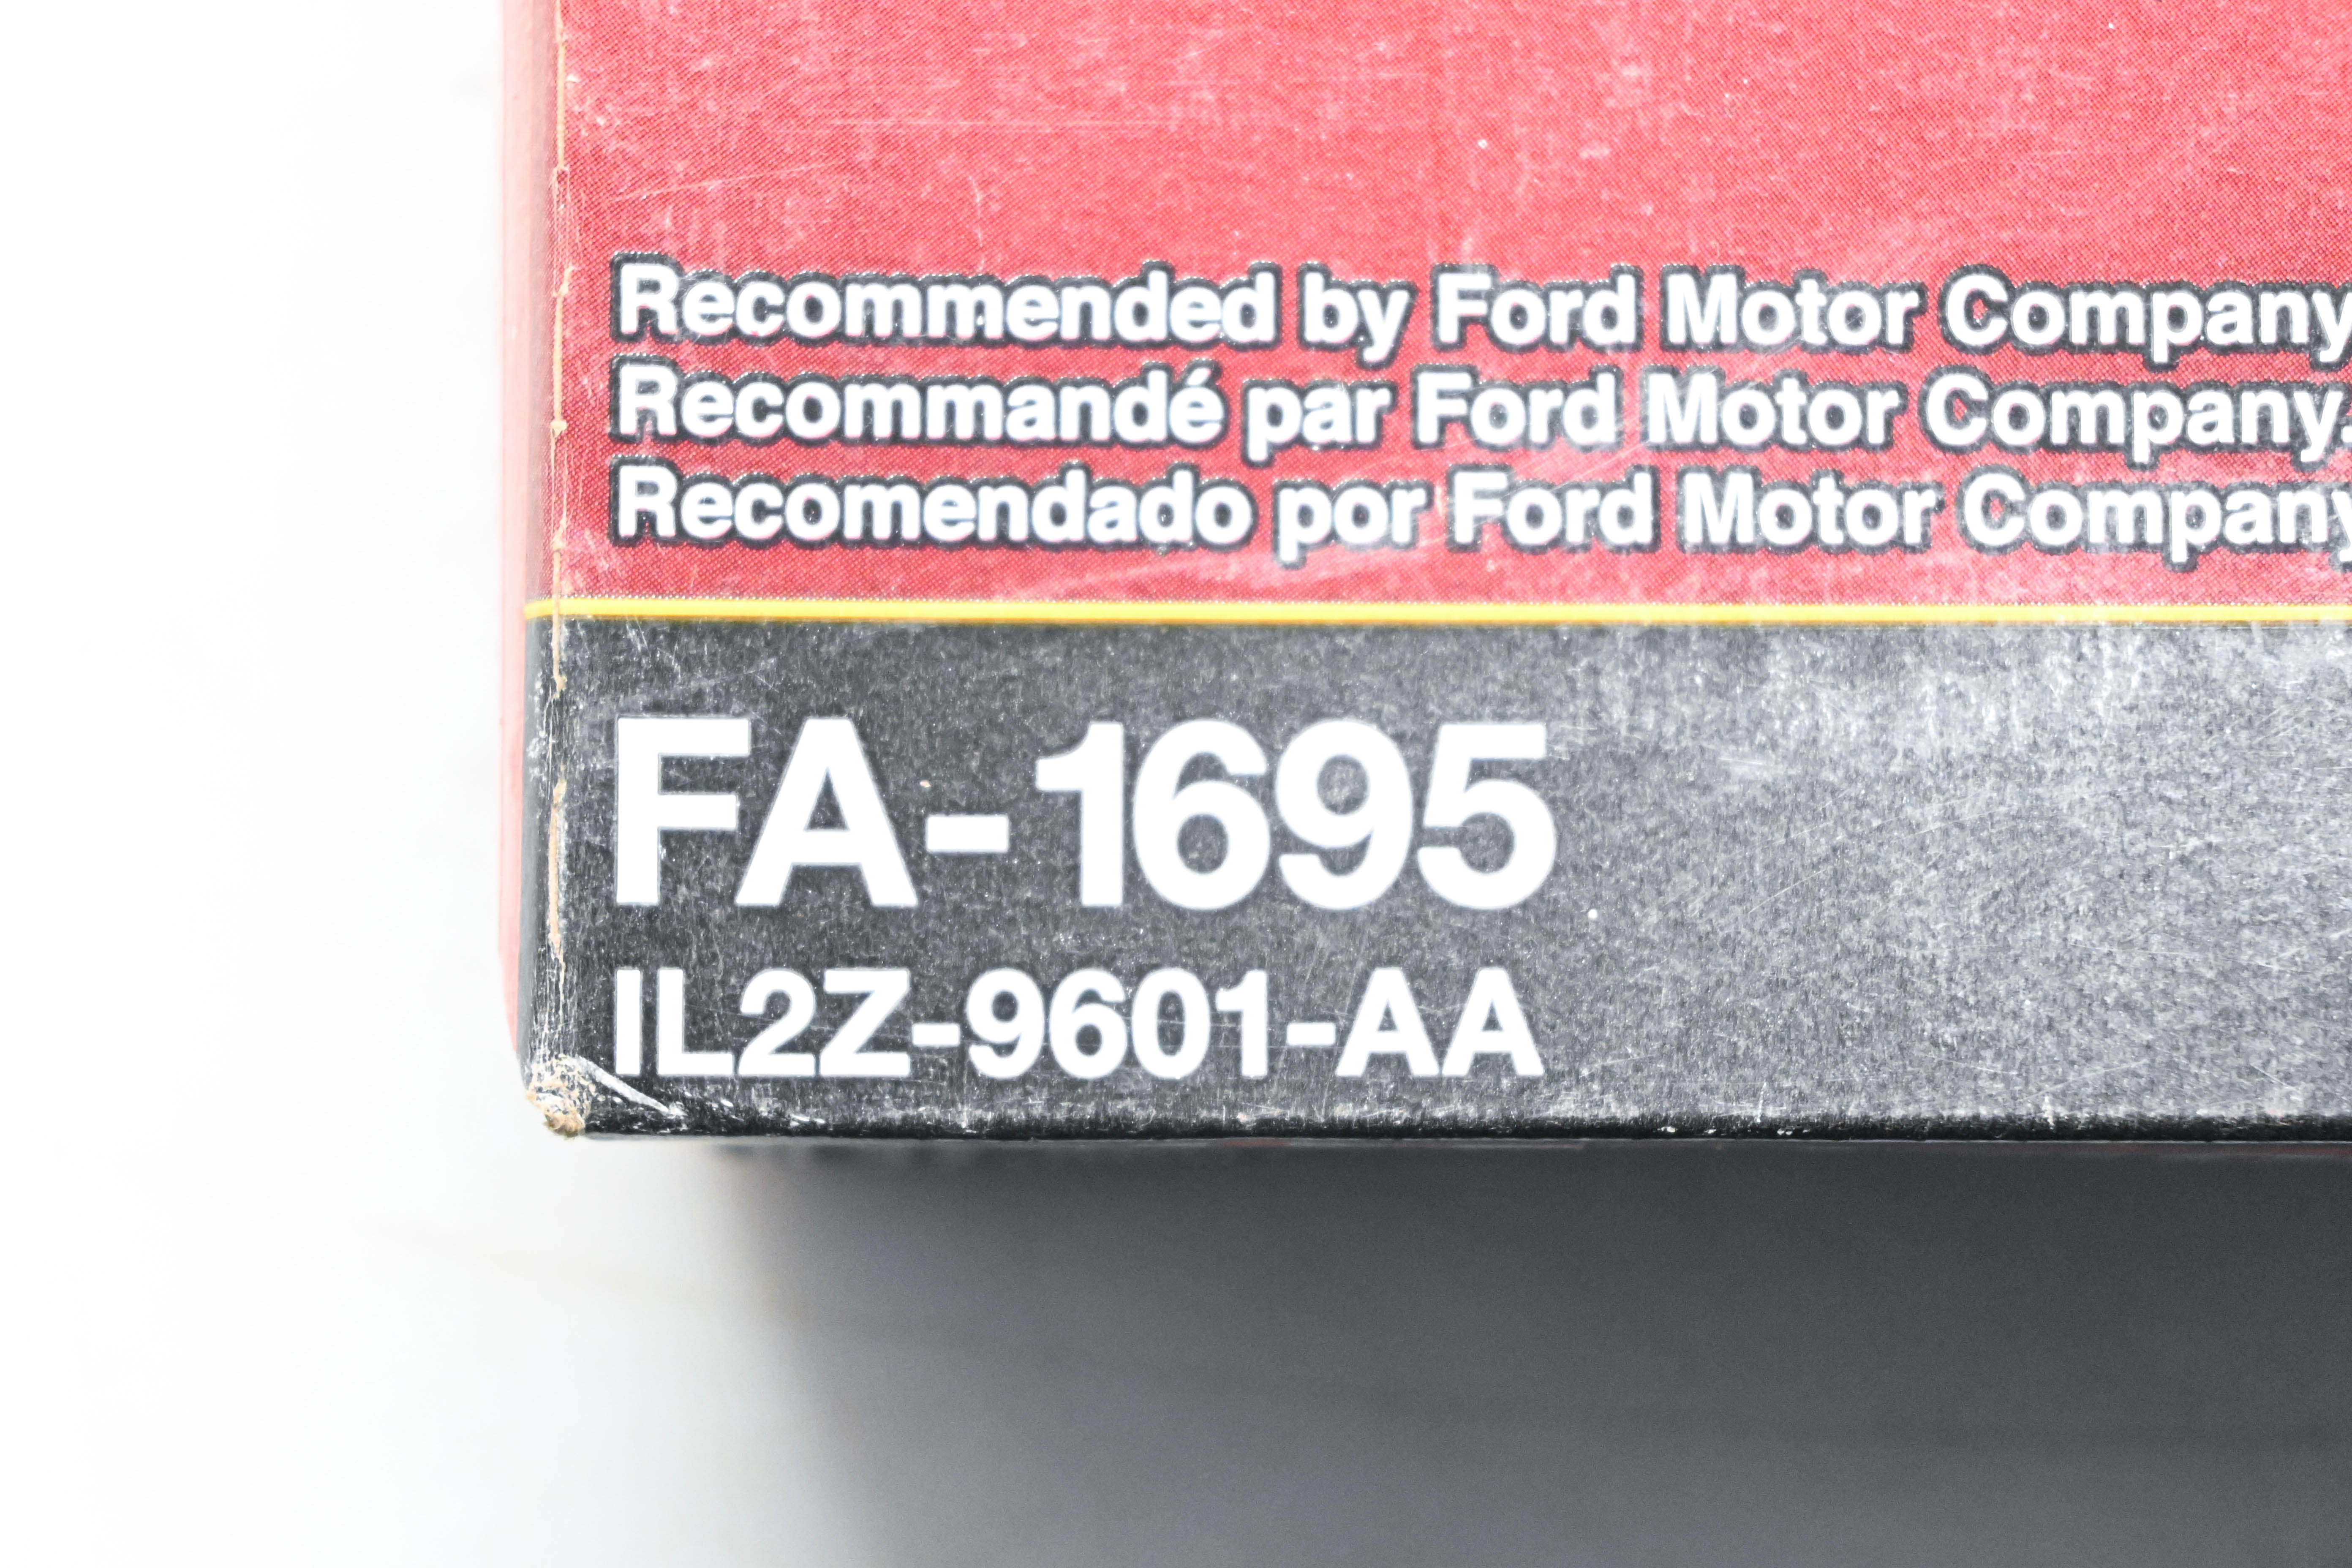 Recommended by Ford Motor Company
Recommandé par Ford Motor Company.
Recomendado por Ford Motor Company
FA-1695
IL2Z-9601-AA